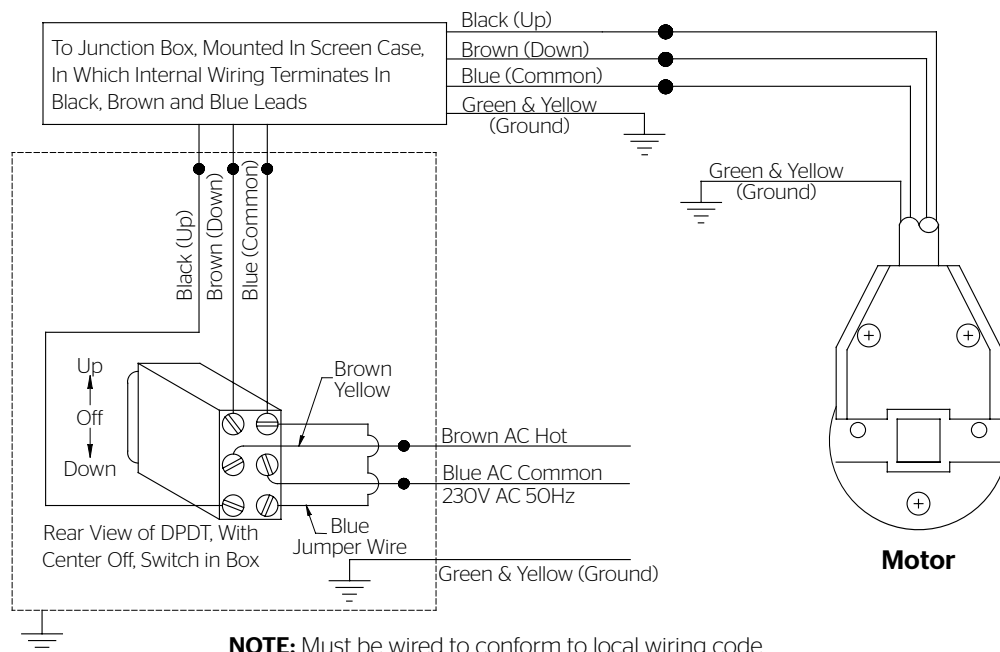 Black (Up)
To Junction Box, Mounted In Screen Case,
In Which Internal Wiring Terminates In
Black, Brown and Blue Leads
Brown (Down)
Blue (Common)
Green & Yellow
(Ground)
Green & Yellow
(Ground)
Black (Up)
Brown (Down)
Blue (Common)
Up
Off
Down
Brown
Yellow
Brown AC Hot
Blue AC Common
230V AC 50Hz
Blue
Jumper Wire
Rear View of DPDT, With
Center Off, Switch in Box
Green & Yellow (Ground)
Motor
NOTE: Must be wired to conform to local wiring code